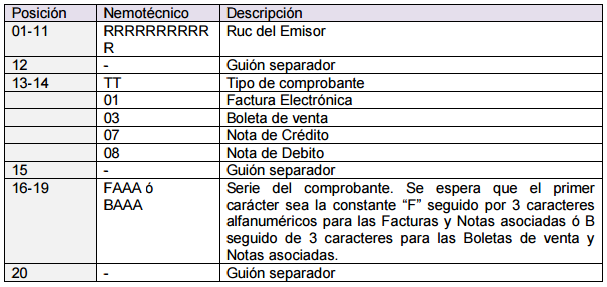 Posición Nemotécnico Descripción
01-11 RRRRRRRRRR Ruc del Emisor
R
12 - Guión separador
13-14 TT Tipo de comprobante
01 Factura Electrónica
03 Boleta de venta
07 Nota de Crédito
08 Nota de Debito
15 - Guión separador
16-19 FAAA ó Serie del comprobante. Se espera que el primer
BAAA carácter sea la constante “F” seguido por 3 caracteres
alfanuméricos para las Facturas y Notas asociadas ó B
seguido de 3 caracteres para las Boletas de venta y
Notas asociadas.
20 - Guión separador